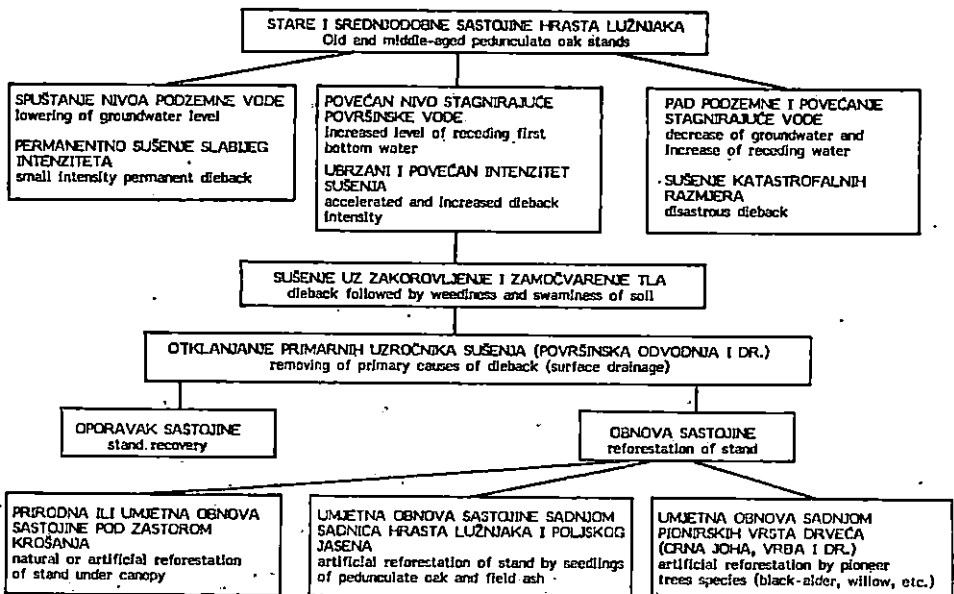 STARE I SREDNJODOBNE SASTOJINE HRASTA LUŽNJAKA
Old and middle-aged pedunculate oak stands
SPUŠTANJE NIVOA PODZEMNE VODE
lowering of groundwater level
PERMANENTNO SUŠENJE SLABIJEG
INTENZITETA
small intensity permanent dieback
POVEĆAN NIVO STAGNIRAJUĆE
POVRŠINSKE VODE
Increased level of receding first
bottom water
UBRZANI I POVEĆAN INTENZITET
SUŠENJA
accelerated and increased dieback
intensity
PAD PODZEMNE I POVEĆANJE
STAGNIRAJUĆE VODE
decrease of groundwater and
increase of receding water
SUŠENJE KATASTROFALNIH
RAZMJERA
disastrous dieback
SUŠENJE UZ ZAKOROVLJENJE I ZAMOČVARENJE TLA
dieback followed by weediness and swaminess of soil
OTKLANJANJE PRIMARNIH UZROČNIKA SUŠENJA (POVRŠINSKA ODVODNJA I DR.)
removing of primary causes of dieback (surface drainage)
OPORAVAK SASTOJINE
stand recovery
OBNOVA SASTOJINE
reforestation of stand
PRIRODNA ILI UMJETNA OBNOVA
SASTOJINE POD ZASTOROM
KROŠANJA
natural or artificial reforestation
of stand under canopy
UMJETNA OBNOVA SASTOJINE SADNJOM
SADNICA HRASTA LUŽNJAKA I POLJSKOG
JASENA
artificial reforestation of stand by seedlings
of pedunculate oak and field ash
UMJETNA OBNOVA SADNJOM
PIONIRSKIH VRSTA DRVEĆA
(CRNA JOHA, VRBA I DR.)
artificial reforestation by pioneer
trees species (black-alder, willow, etc.)